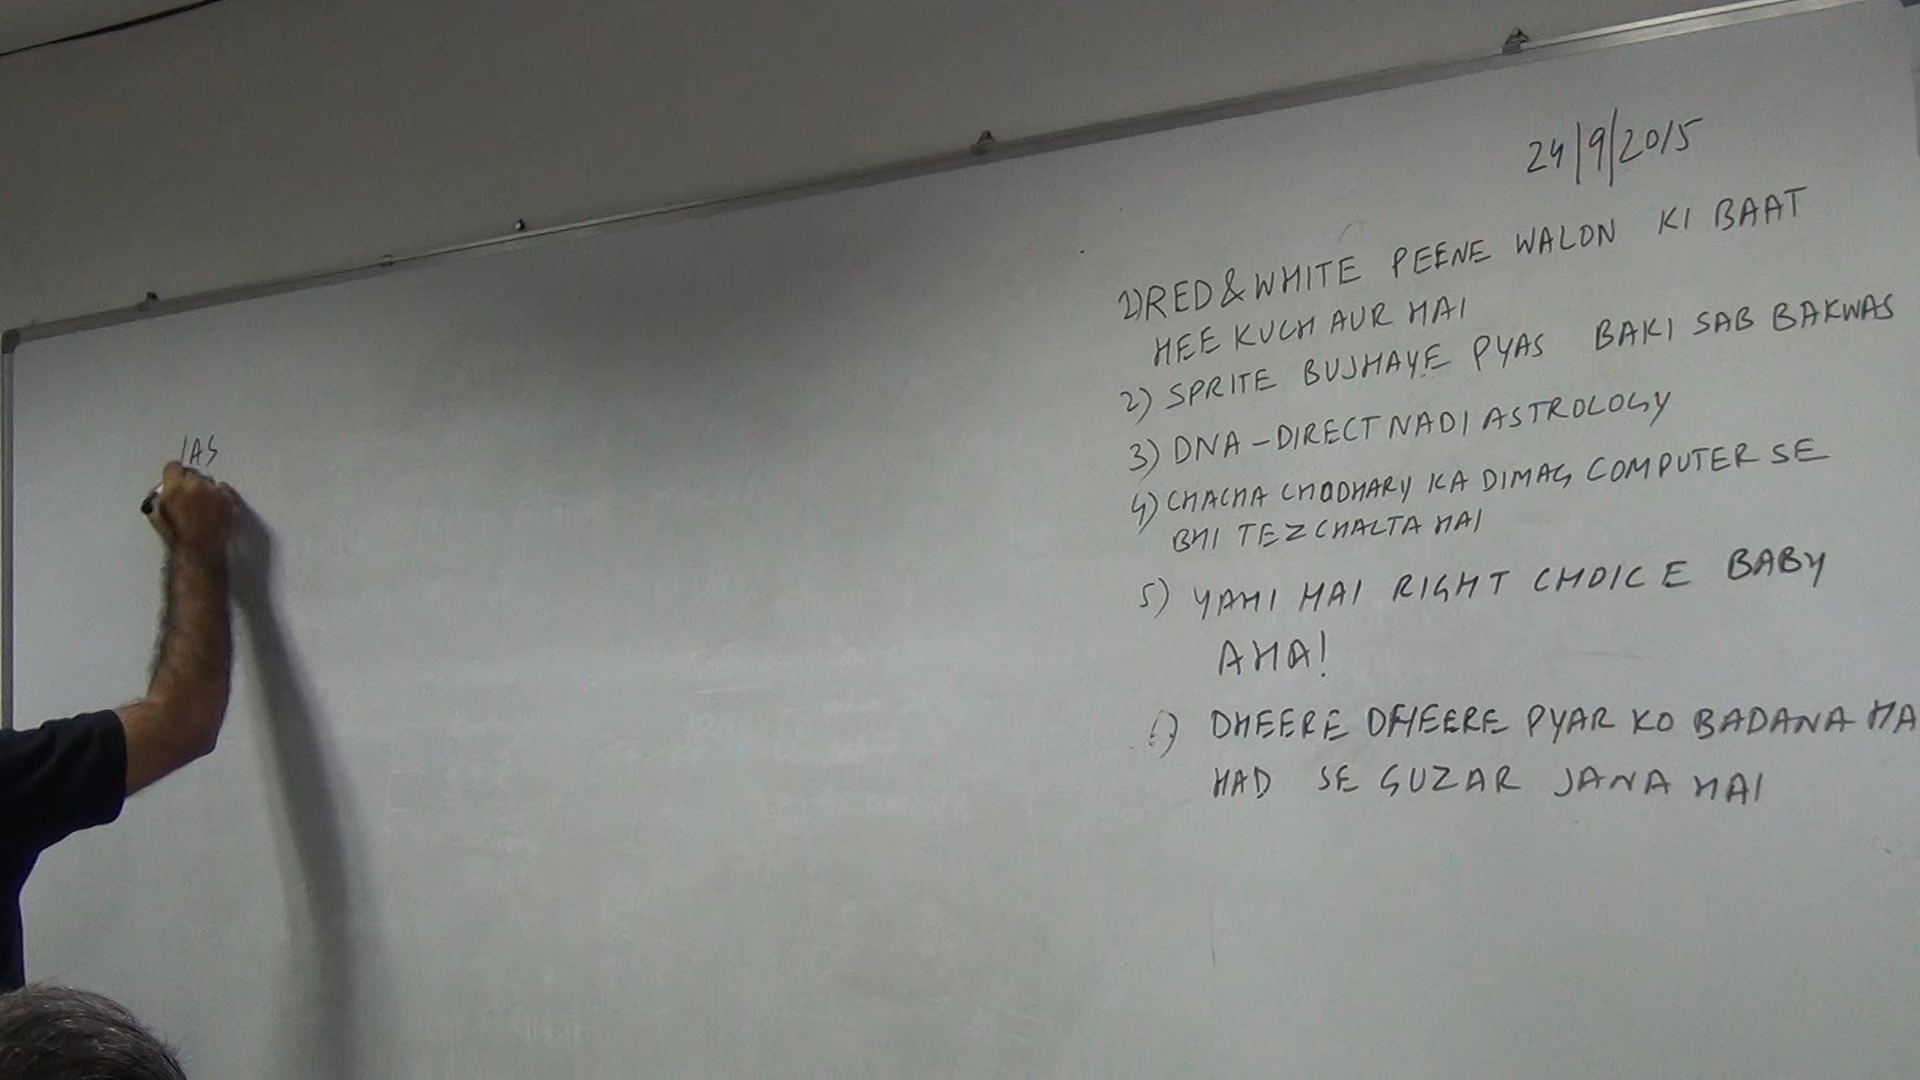 24/9/2015
1) RED & WHITE PEENE WALON KI BAAT
HEE KUCH AUR HAI
2) SPRITE BUJHAYE PYAS BAKI SAB BAKWAS
3) DNA - DIRECT NADI ASTROLOGY
4) CHACHA CHODHARY KA DIMAG COMPUTER SE
BHI TEZ CHALTA HAI
5) YAHI HAI RIGHT CHOICE BABY
AHA!
6) DHEERE DHEERE PYAR KO BADANA HA
HAD SE GUZAR JANA HAI
IAS